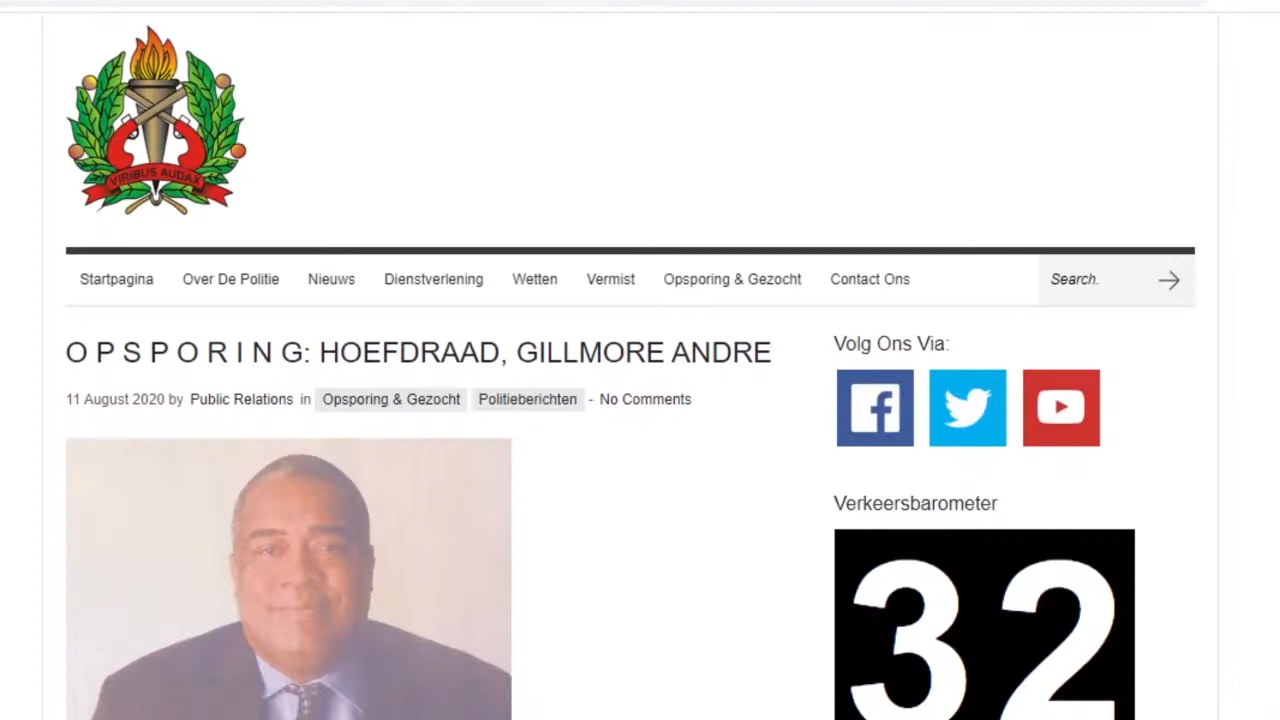 VIRIBUS AUDAX
Startpagina Over De Politie Nieuws Dienstverlening Wetten Vermist Opsporing & Gezocht Contact Ons Search.
O P S P O R I N G: HOEFDRAAD, GILLMORE ANDRE
11 August 2020 by Public Relations in Opsporing & Gezocht Politieberichten - No Comments
Volg Ons Via:
Verkeersbarometer
32